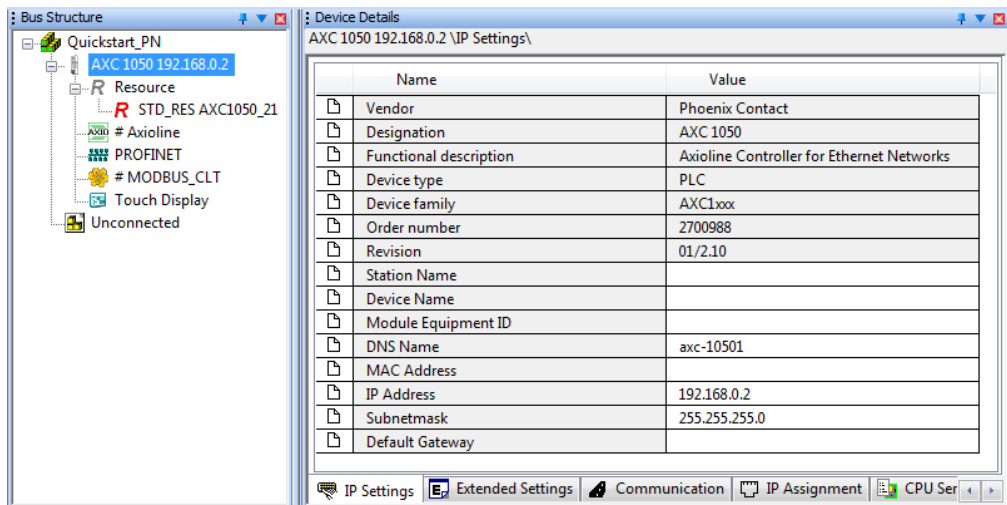 Bus Structure
Quickstart_PN
AXC 1050 192.168.0.2
R Resource
R STD_RES AXC1050_21
AXIO # Axioline
PROFINET
# MODBUS_CLT
Touch Display
Unconnected
Device Details
AXC 1050 192.168.0.2 \IP Settings\
Name Value
Vendor Phoenix Contact
Designation AXC 1050
Functional description Axioline Controller for Ethernet Networks
Device type PLC
Device family AXC1xxx
Order number 2700988
Revision 01/2.10
Station Name
Device Name
Module Equipment ID
DNS Name axc-10501
MAC Address
IP Address 192.168.0.2
Subnetmask 255.255.255.0
Default Gateway
IP Settings Extended Settings Communication IP Assignment CPU Ser